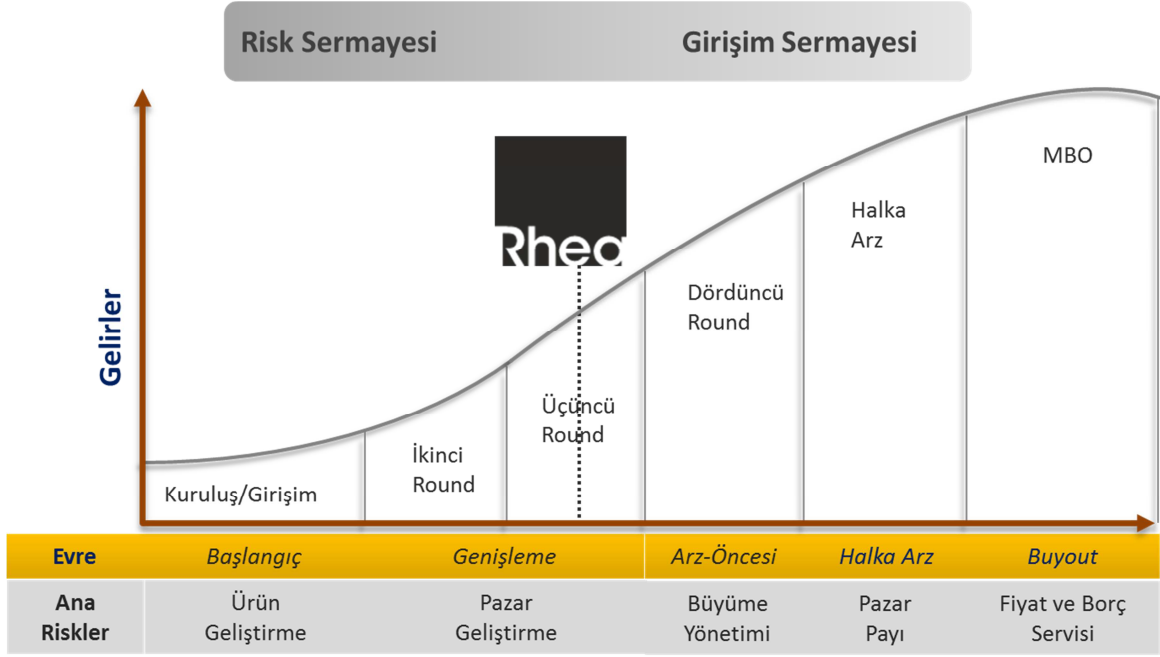 Risk Sermayesi
Girişim Sermayesi
Rhea
MBO
Halka
Arz
Dördüncü
Round
Üçüncü
Round
İkinci
Round
Kuruluş/Girişim
Gelirler
Evre
Başlangıç
Genişleme
Arz-Öncesi
Halka Arz
Buyout
Ana
Riskler
Ürün
Geliştirme
Pazar
Geliştirme
Büyüme
Yönetimi
Pazar
Payı
Fiyat ve Borç
Servisi